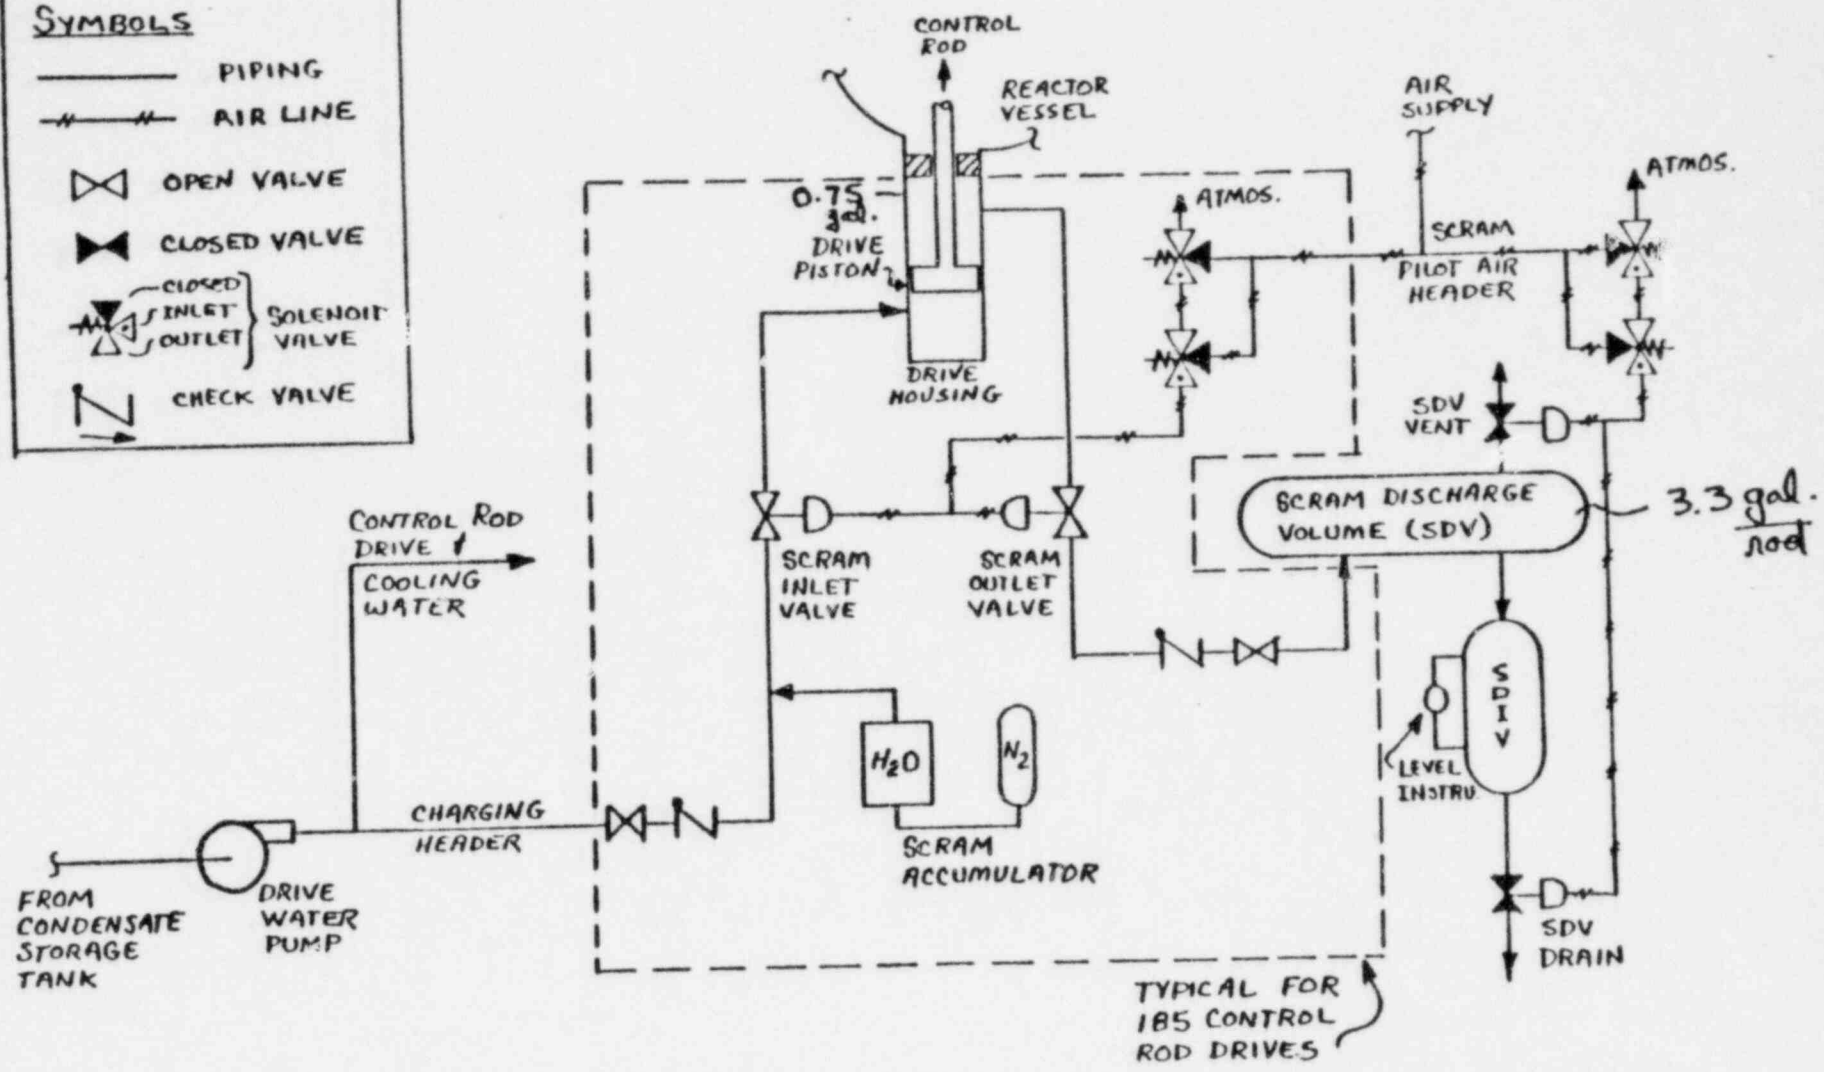 SYMBOLS
PIPING
AIR LINE
OPEN VALVE
CLOSED VALVE
CLOSED
INLET
OUTLET
SOLENOIT
VALVE
CHECK VALVE
CONTROL
ROD
REACTOR
VESSEL
0.75
gal.
DRIVE
PISTON
DRIVE
HOUSING
ATMOS.
AIR
SUPPLY
SCRAM
PILOT AIR
HEADER
ATMOS.
SDV
VENT
SCRAM DISCHARGE
VOLUME (SDV)
3.3 gal.
rod
CONTROL ROD
DRIVE
COOLING
WATER
SCRAM
INLET
VALVE
SCRAM
OUTLET
VALVE
H2O
N2
SCRAM
ACCUMULATOR
S
D
I
V
LEVEL
INSTRU.
CHARGING
HEADER
FROM
CONDENSATE
STORAGE
TANK
DRIVE
WATER
PUMP
SDV
DRAIN
TYPICAL FOR
185 CONTROL
ROD DRIVES